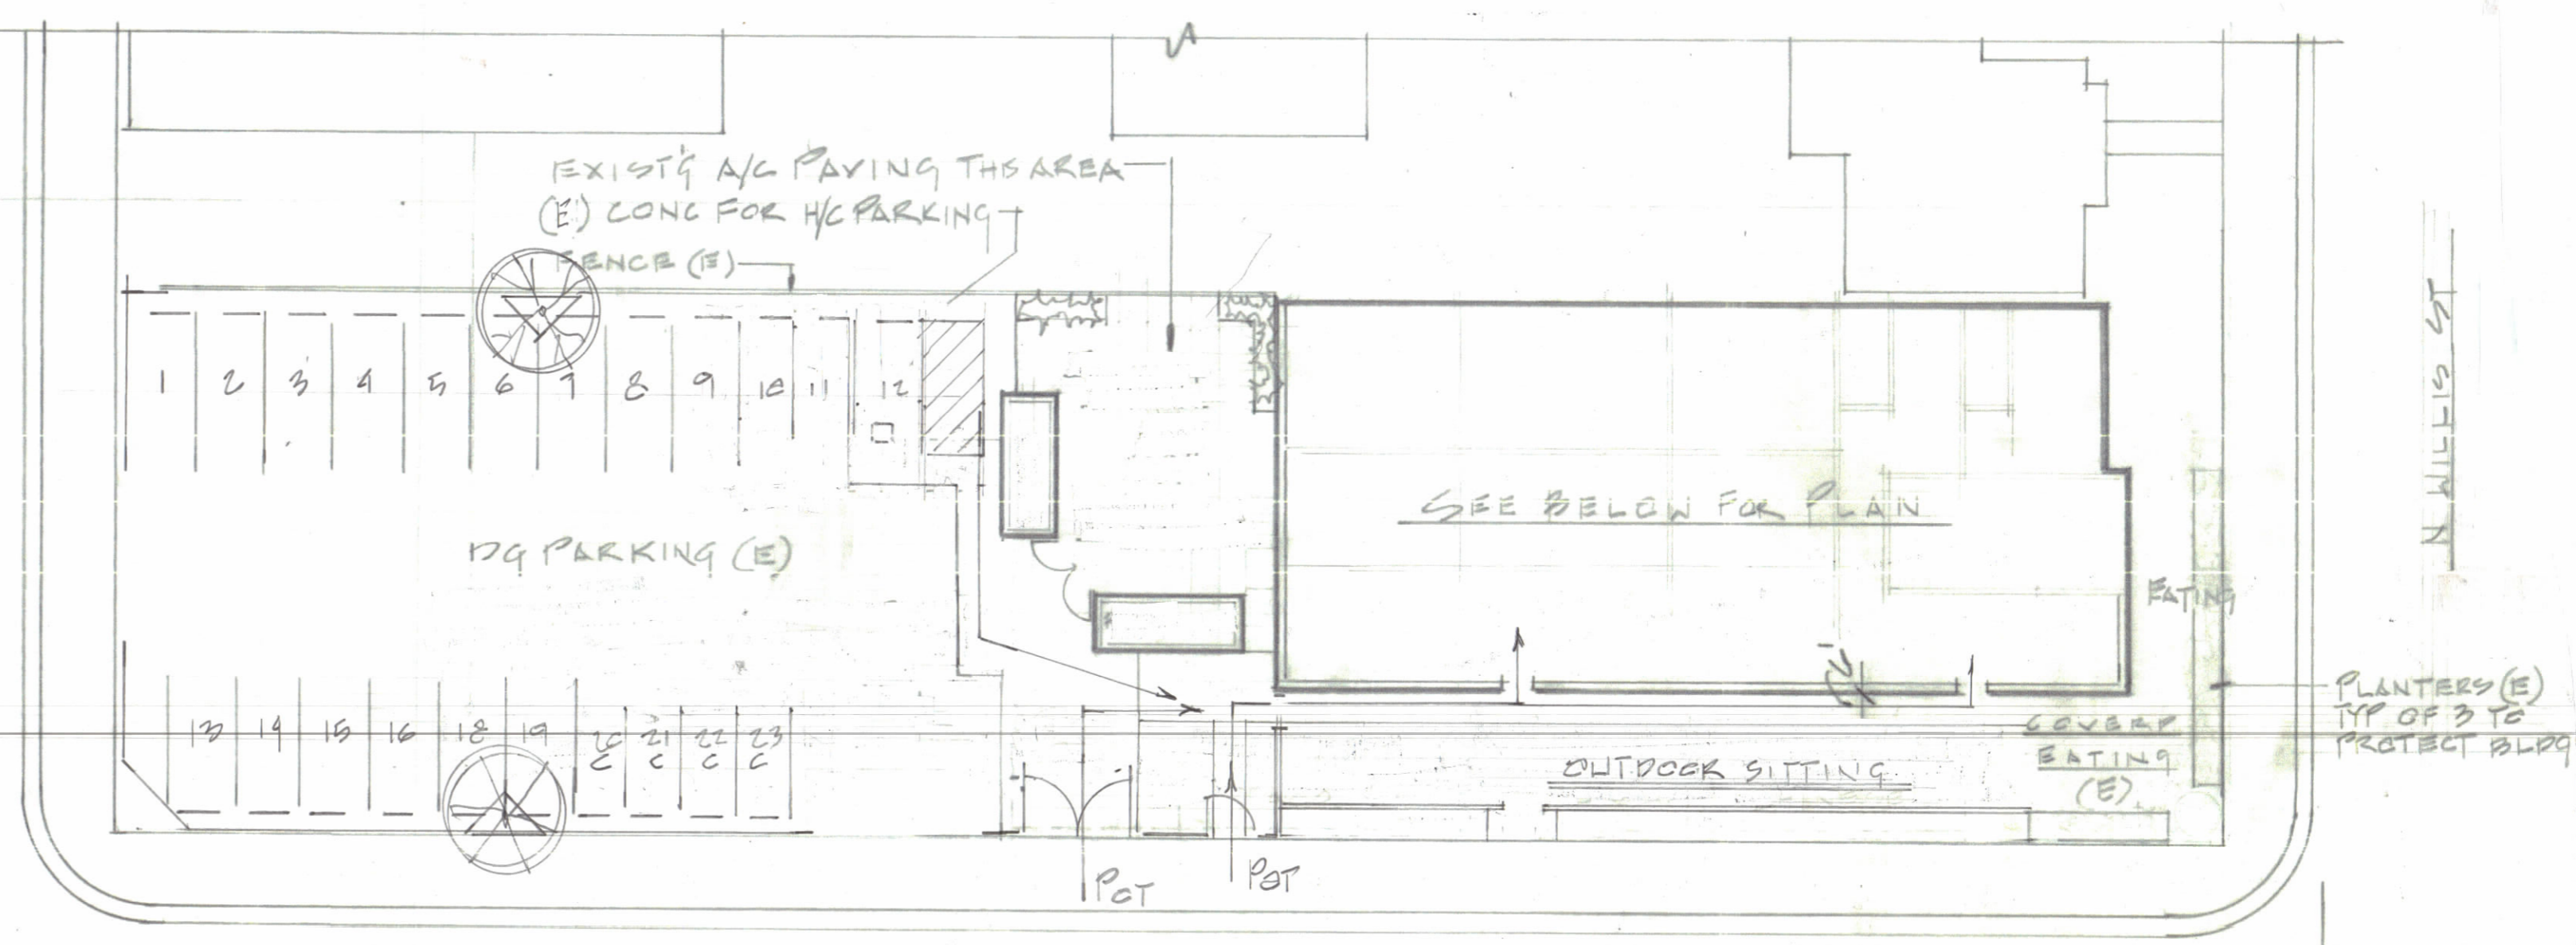 EXIST'G A/C PAVING THIS AREA
(E) CONC FOR H/C PARKING
FENCE (E)
1 2 3 4 5 6 7 8 9 10 11 12
SEE BELOW FOR PLAN
DG PARKING (E)
13 14 15 16 18 19 20 21 22 23
C C C C
N WILLIS ST
EATING
PLANTERS (E)
TYP OF 3 TO
PROTECT BLDG
COVERD
EATING
(E)
OUTDOOR SITTING
POT
POT